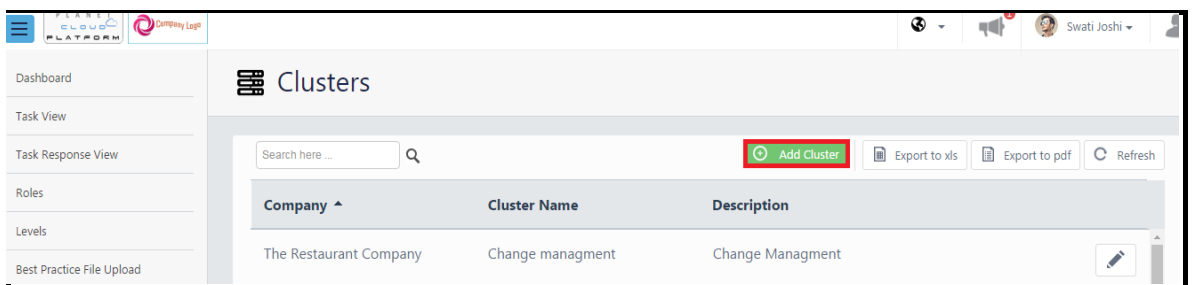 PLANET
CLOUD
PLATFORM
Company Logo
1
Swati Joshi
Dashboard
Clusters
Task View
Task Response View
Search here ...
Add Cluster
Export to xls
Export to pdf
Refresh
Roles
Company
Cluster Name
Description
Levels
The Restaurant Company
Change managment
Change Managment
Best Practice File Upload